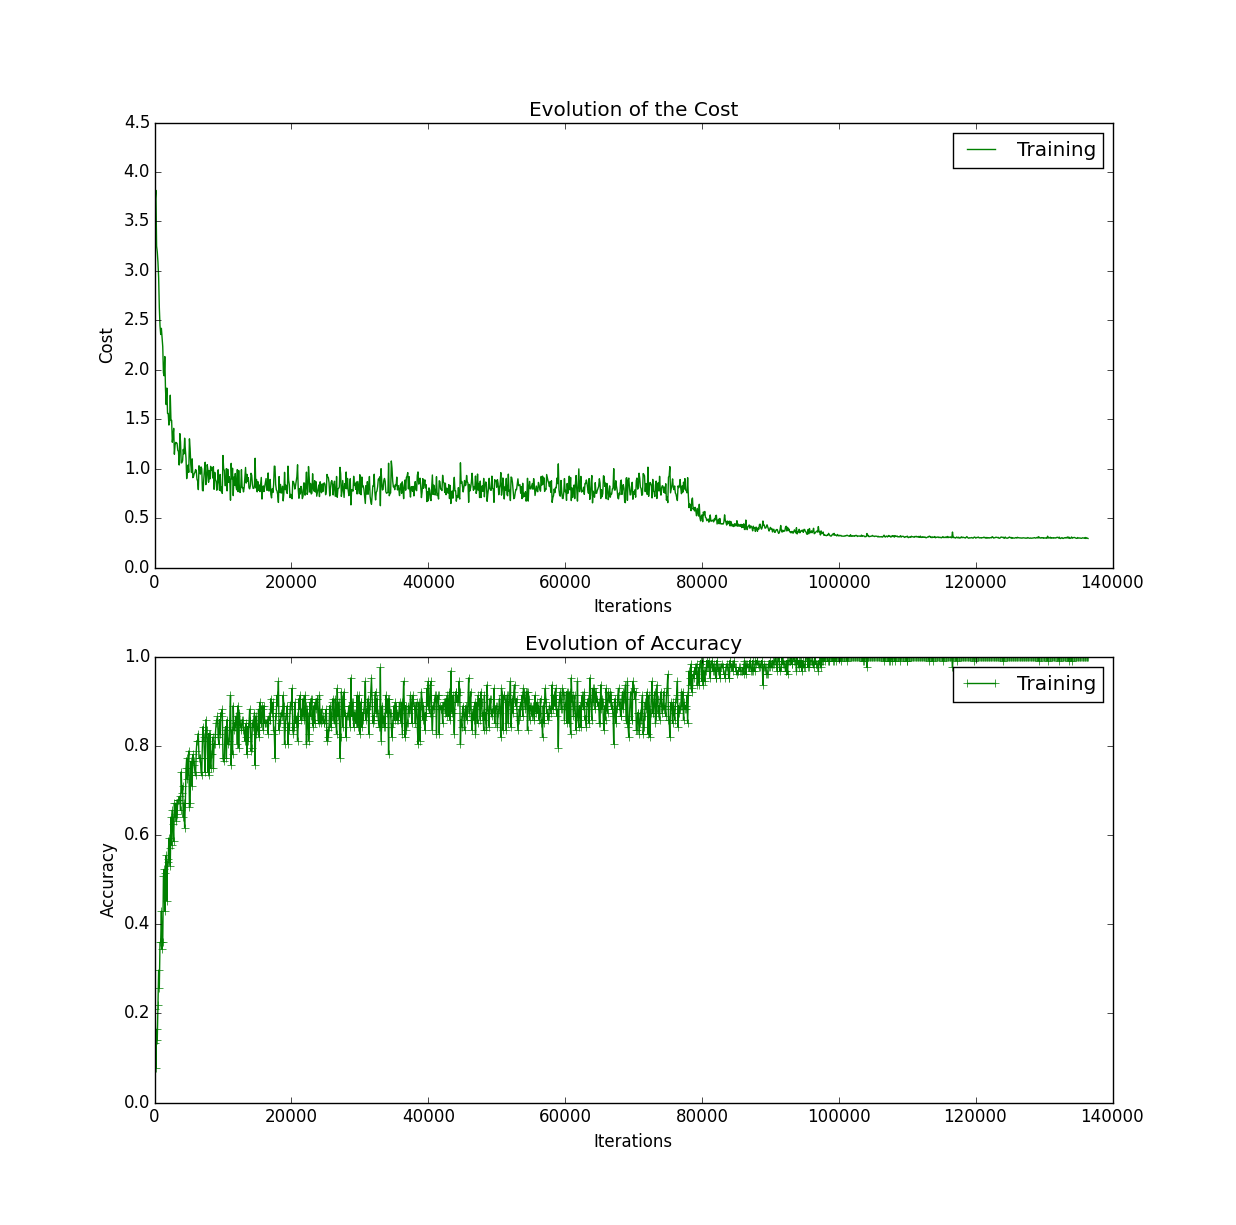 Evolution of the Cost
4.5
4.0
3.5
3.0
2.5
2.0
1.5
1.0
0.5
0.0
Cost
Training
0 20000 40000 60000 80000 100000 120000 140000
Iterations
Evolution of Accuracy
1.0
0.8
0.6
0.4
0.2
0.0
Accuracy
Training
0 20000 40000 60000 80000 100000 120000 140000
Iterations